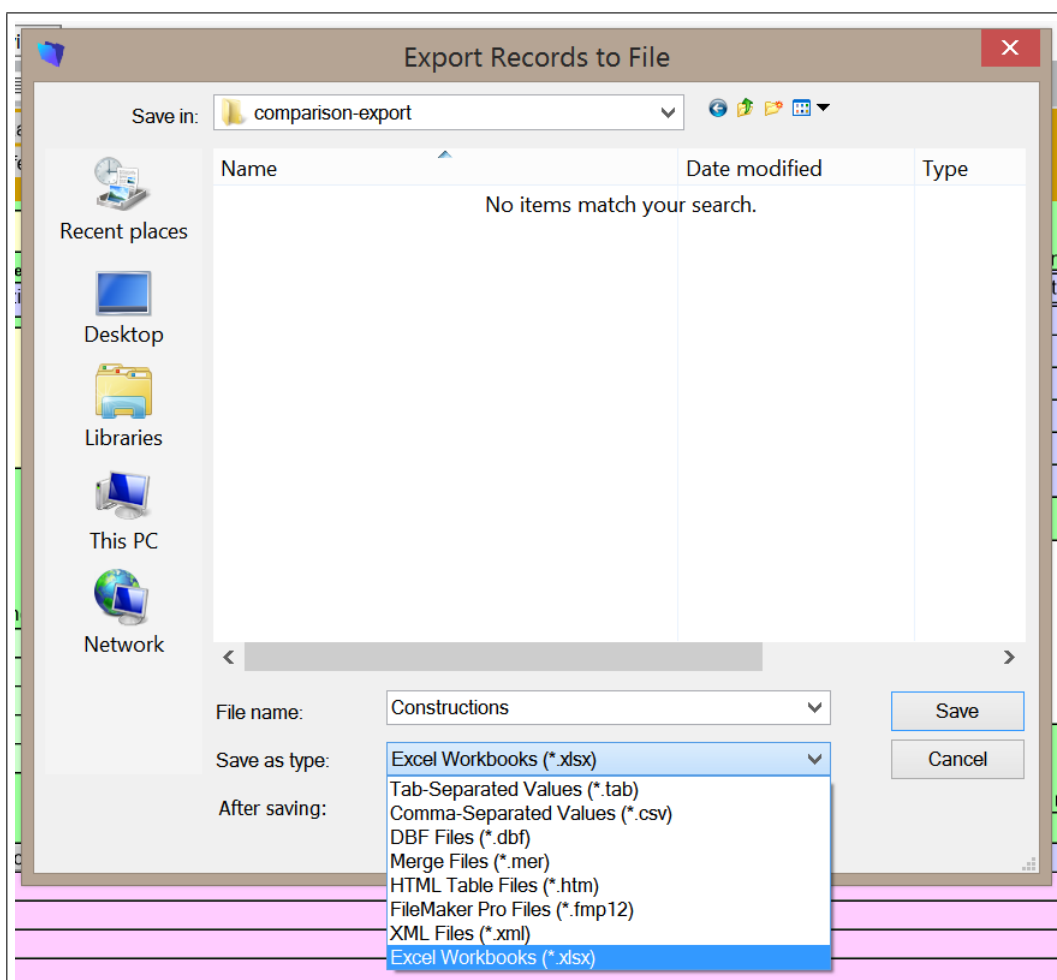 Export Records to File
Save in: comparison-export
Name Date modified Type
No items match your search.
Recent places
Desktop
Libraries
This PC
Network
File name: Constructions Save
Save as type: Excel Workbooks (*.xlsx) Cancel
After saving:
Tab-Separated Values (*.tab)
Comma-Separated Values (*.csv)
DBF Files (*.dbf)
Merge Files (*.mer)
HTML Table Files (*.htm)
FileMaker Pro Files (*.fmp12)
XML Files (*.xml)
Excel Workbooks (*.xlsx)